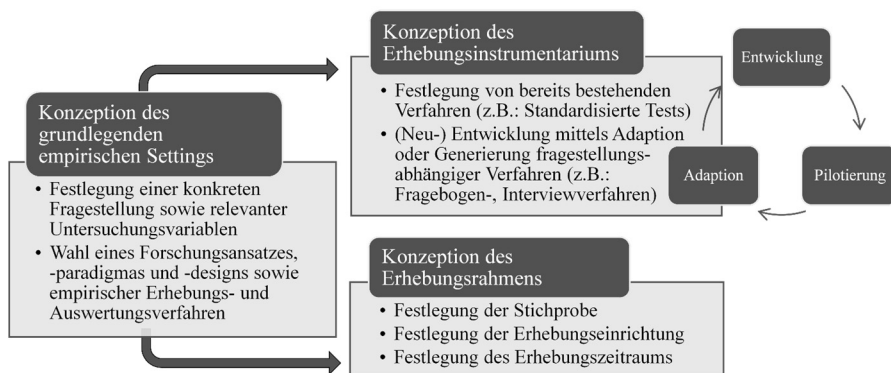 Konzeption des
grundlegenden
empirischen Settings
• Festlegung einer konkreten
Fragestellung sowie relevanter
Untersuchungsvariablen
• Wahl eines Forschungsansatzes,
-paradigmas und -designs sowie
empirischer Erhebungs- und
Auswertungsverfahren
Konzeption des
Erhebungsinstrumentariums
• Festlegung von bereits bestehenden
Verfahren (z.B.: Standardisierte Tests)
• (Neu-) Entwicklung mittels Adaption
oder Generierung fragestellungs-
abhängiger Verfahren (z.B.:
Fragebogen-, Interviewverfahren)
Entwicklung
Pilotierung
Adaption
Konzeption des
Erhebungsrahmens
• Festlegung der Stichprobe
• Festlegung der Erhebungseinrichtung
• Festlegung des Erhebungszeitraums